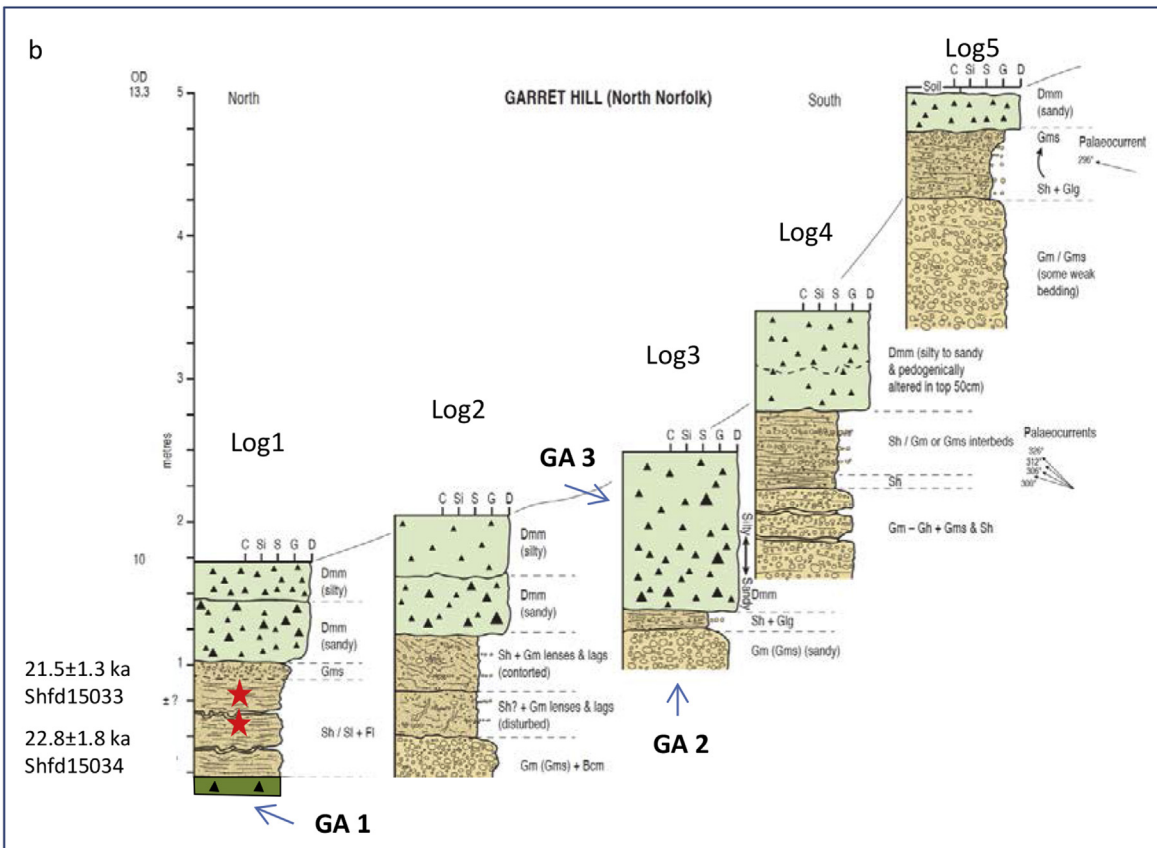 b
OD
13.3
5
North
GARRET HILL (North Norfolk)
South
Log5
C Si S G D
Soil
Dmm
(sandy)
Gms
Palaeocurrent
296°
Sh + Glg
Gm / Gms
(some weak
bedding)
4
Log4
C Si S G D
Dmm (silty to sandy
& pedogenically
altered in top 50cm)
Sh / Gm or Gms interbeds
Palaeocurrents
326°
312°
306°
300°
Sh
Gm – Gh + Gms & Sh
3
metres
Log3
C Si S G D
GA 3
Silty
Sandy
Dmm
Sh + Glg
Gm (Gms) (sandy)
GA 2
Log2
C Si S G D
Dmm
(silty)
Dmm
(sandy)
Sh + Gm lenses & lags
(contorted)
Sh? + Gm lenses & lags
(disturbed)
Gm (Gms) + Bcm
2
10
Log1
C Si S G D
Dmm
(silty)
Dmm
(sandy)
1
Gms
± ?
Sh / Sl + Fl
21.5±1.3 ka
Shfd15033
22.8±1.8 ka
Shfd15034
GA 1